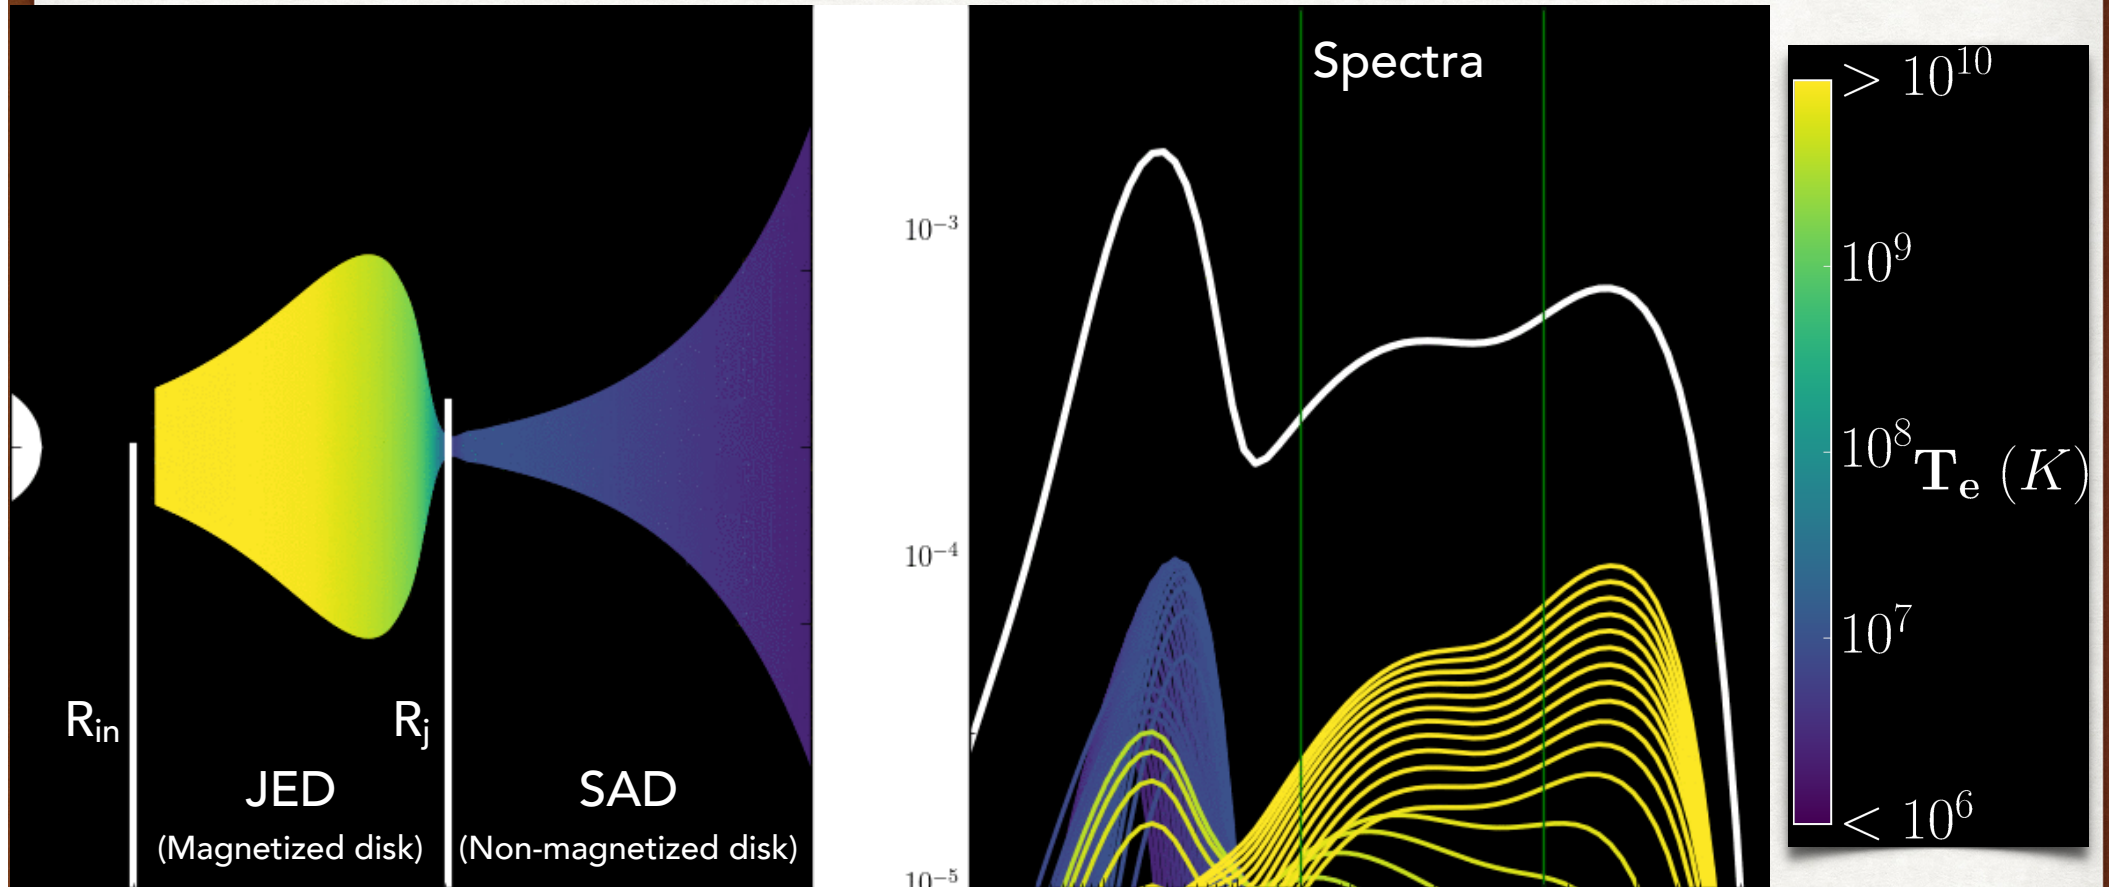 R_in
R_j
JED
(Magnetized disk)
SAD
(Non-magnetized disk)
Spectra
10^-3
10^-4
10^-5
> 10^10
10^9
10^8
T_e (K)
10^7
< 10^6